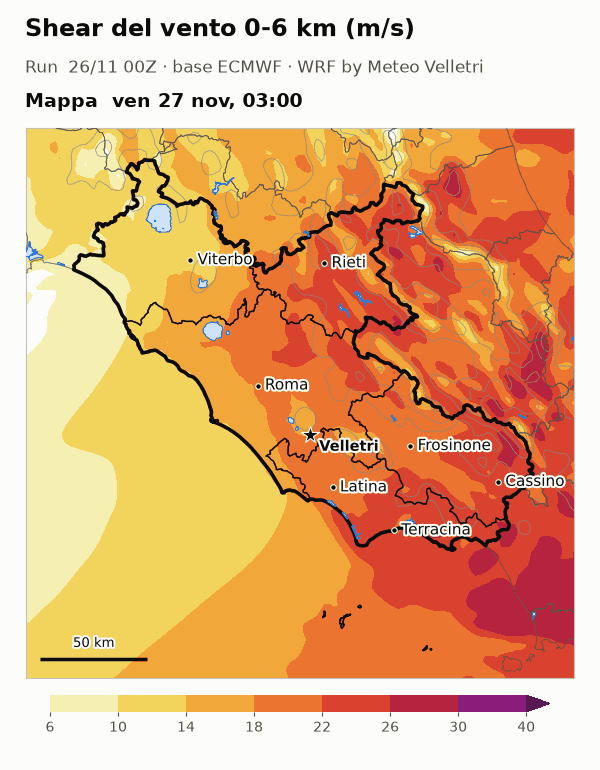 Shear del vento 0-6 km (m/s)
Run  26/11 00Z · base ECMWF · WRF by Meteo Velletri
Mappa  ven 27 nov, 03:00
Viterbo
Rieti
Roma
Velletri
Frosinone
Cassino
Latina
Terracina
50 km
6 10 14 18 22 26 30 40